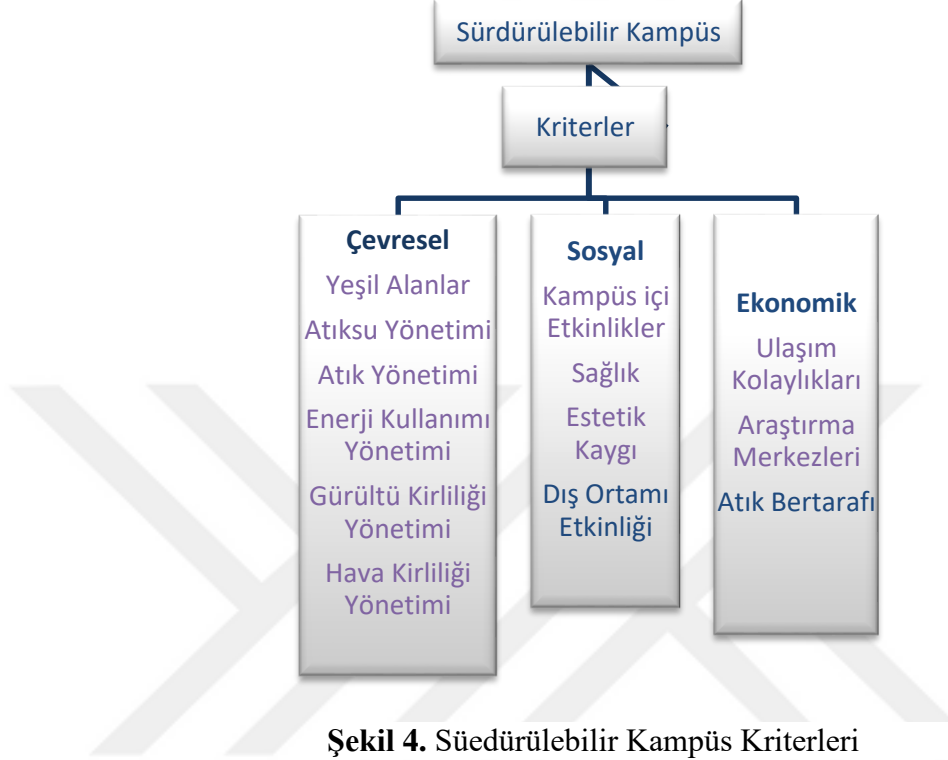 Sürdürülebilir Kampüs
Kriterler
Çevresel
Yeşil Alanlar
Atıksu Yönetimi
Atık Yönetimi
Enerji Kullanımı
Yönetimi
Gürültü Kirliliği
Yönetimi
Hava Kirliliği
Yönetimi
Sosyal
Kampüs içi
Etkinlikler
Sağlık
Estetik
Kaygı
Dış Ortamı
Etkinliği
Ekonomik
Ulaşım
Kolaylıkları
Araştırma
Merkezleri
Atık Bertarafı
Şekil 4. Süedürülebilir Kampüs Kriterleri